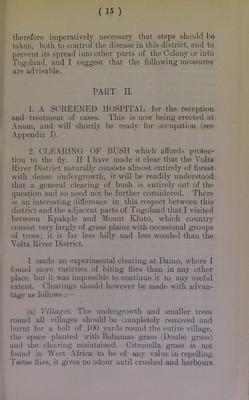 ( 15 )
therefore imperatively necessary that steps should be
taken, both to control the disease in this district, and to
prevent its spread into other parts of the Colony or into
Togoland, and I suggest that the following measures
are advisable.
PART II.
1. A SCREENED HOSPITAL for the reception
and treatment of cases. This is now being erected at
Anum, and will shortly be ready for occupation (see
Appendix I).
2. CLEARING OF BUSH which affords protec-
tion to the fly. If I have made it clear that the Volta
River District naturally consists almost entirely of forest
with dense undergrowth, it will be readily understood
that a general clearing of bush is entirely out of the
question and so need not be further considered. There
is an interesting difference in this respect between this
district and the adjacent parts of Togoland that I visited
between Kpakple and Mount Kluto, which country
consist very largely of grass plains with occasional groups
of trees; it is far less hilly and less wooded than the
Volta River District.
I made an experimental clearing at Daino, where I
found more varieties of biting flies than in any other
place but it was impossible to continue it to any useful
extent. Clearings should however be made with advan-
tage as follows :—
(a) Villages. The undergrowth and smaller trees
round all villages should be completely removed and
burnt for a belt of 100 yards round the entire village,
the space planted with Bahamas grass (Doube grass)
and the clearing maintained. Citronella grass is not
found in West Africa to be of any value in repelling
Tsetse flies, it gives no odour until crushed and harbours